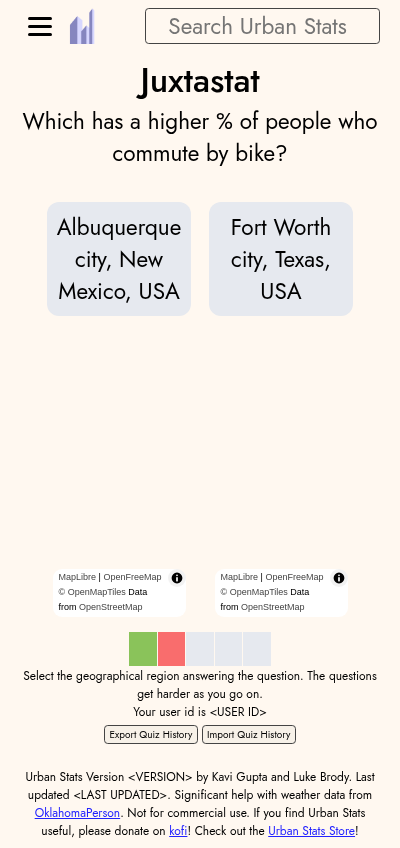 Search Urban Stats
Juxtastat
Which has a higher % of people who
commute by bike?
Albuquerque
city, New
Mexico, USA
Fort Worth
city, Texas,
USA
MapLibre | OpenFreeMap
© OpenMapTiles Data
from OpenStreetMap
MapLibre | OpenFreeMap
© OpenMapTiles Data
from OpenStreetMap
Select the geographical region answering the question. The questions
get harder as you go on.
Your user id is <USER ID>
Export Quiz History
Import Quiz History
Urban Stats Version <VERSION> by Kavi Gupta and Luke Brody. Last
updated <LAST UPDATED>. Significant help with weather data from
OklahomaPerson. Not for commercial use. If you find Urban Stats
useful, please donate on kofi! Check out the Urban Stats Store!